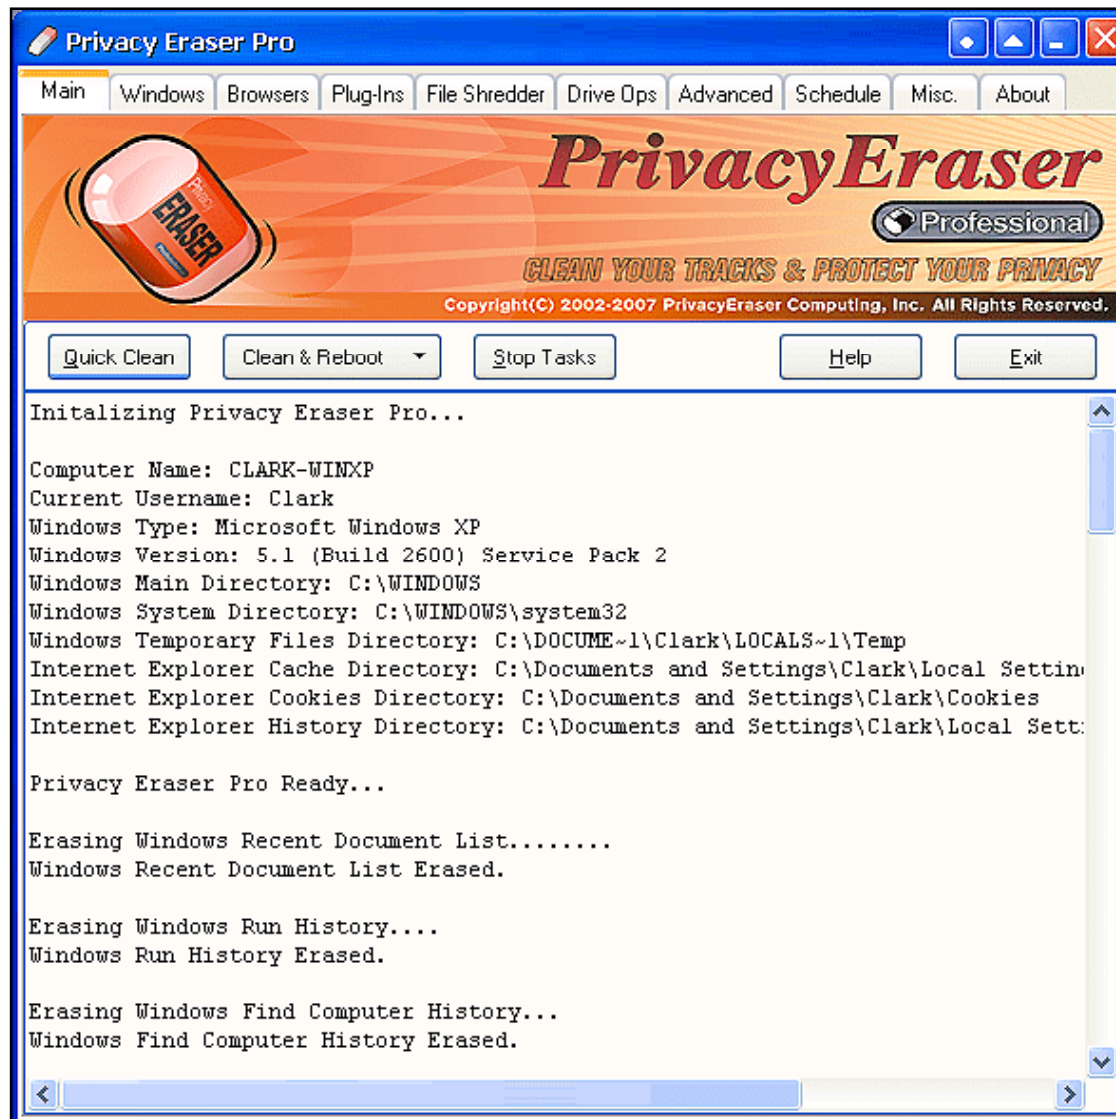 Privacy Eraser Pro
Main Windows Browsers Plug-Ins File Shredder Drive Ops Advanced Schedule Misc. About
PrivacyEraser
Privacy
ERASER
Professional
CLEAN YOUR TRACKS & PROTECT YOUR PRIVACY
Copyright(C) 2002-2007 PrivacyEraser Computing, Inc. All Rights Reserved.
Quick Clean Clean & Reboot Stop Tasks Help Exit
Initalizing Privacy Eraser Pro...
Computer Name: CLARK-WINXP
Current Username: Clark
Windows Type: Microsoft Windows XP
Windows Version: 5.1 (Build 2600) Service Pack 2
Windows Main Directory: C:\WINDOWS
Windows System Directory: C:\WINDOWS\system32
Windows Temporary Files Directory: C:\DOCUME~1\Clark\LOCALS~1\Temp
Internet Explorer Cache Directory: C:\Documents and Settings\Clark\Local Setting
Internet Explorer Cookies Directory: C:\Documents and Settings\Clark\Cookies
Internet Explorer History Directory: C:\Documents and Settings\Clark\Local Sett
Privacy Eraser Pro Ready...
Erasing Windows Recent Document List........
Windows Recent Document List Erased.
Erasing Windows Run History....
Windows Run History Erased.
Erasing Windows Find Computer History...
Windows Find Computer History Erased.